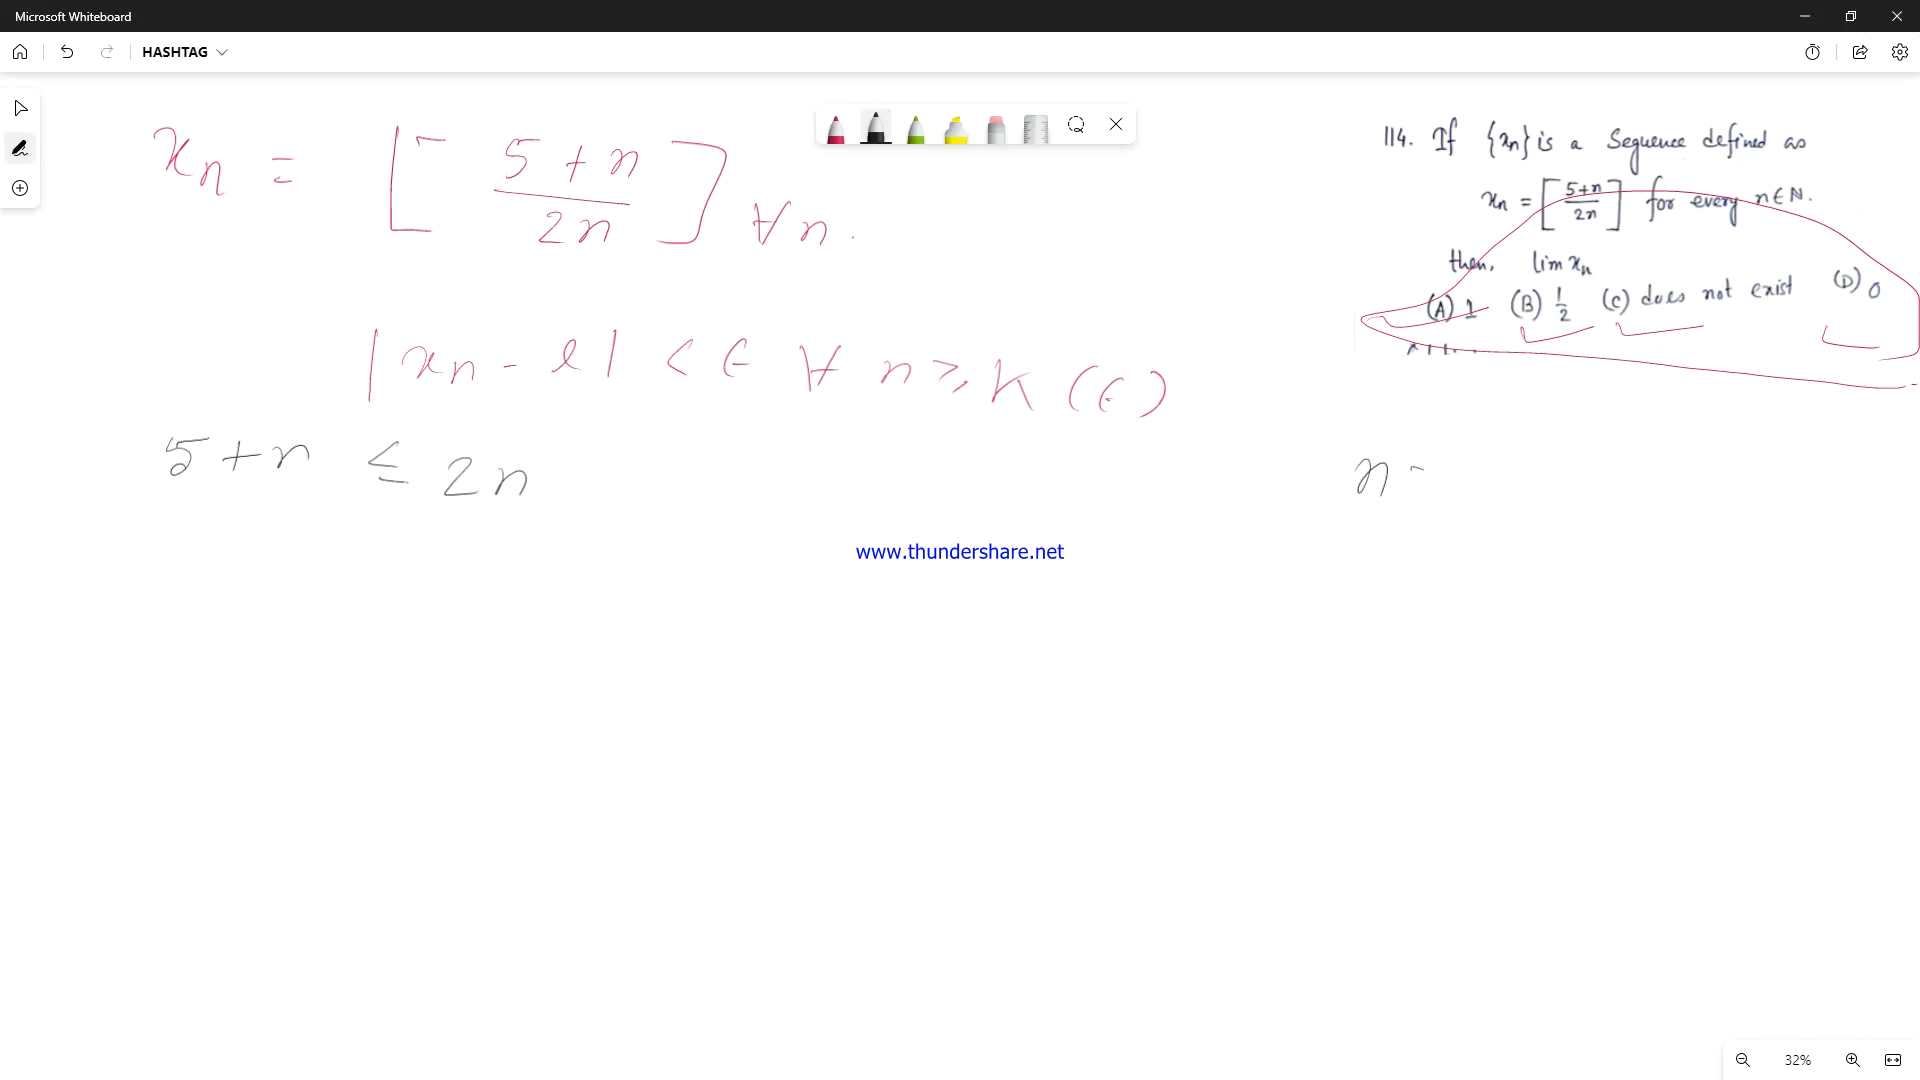 Microsoft Whiteboard
HASHTAG
xₙ = [ (5 + n) / 2n ] ∀ n .
| xₙ - l | < ϵ ∀ n ≥ K (ϵ)
5 + n ≤ 2n
114. If {xₙ} is a Sequence defined as
xₙ = [ (5+n) / 2n ] for every n ∈ N.
then, lim xₙ
(A) 1 (B) 1/2 (C) does not exist (D) 0
n -
www.thundershare.net
32%